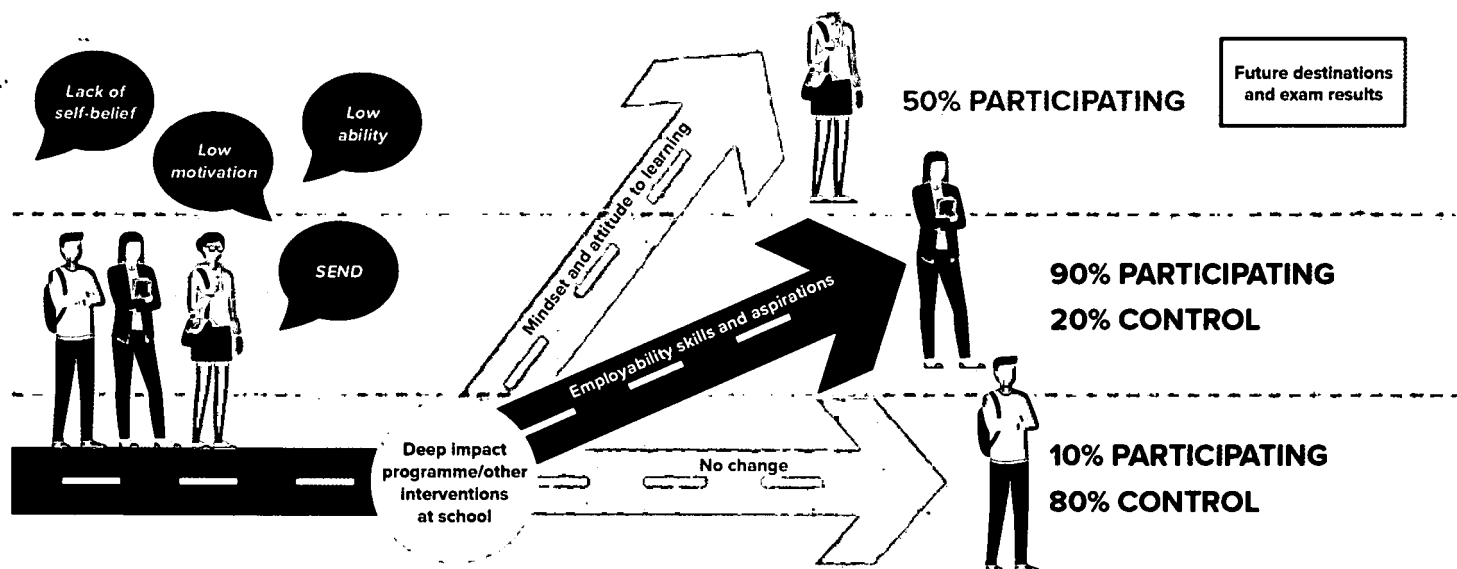 Lack of
self-belief
Low
motivation
Low
ability
SEND
Deep impact
programme/other
interventions
at school
Mindset and attitude to learning
Employability skills and aspirations
No change
50% PARTICIPATING
Future destinations
and exam results
90% PARTICIPATING
20% CONTROL
10% PARTICIPATING
80% CONTROL